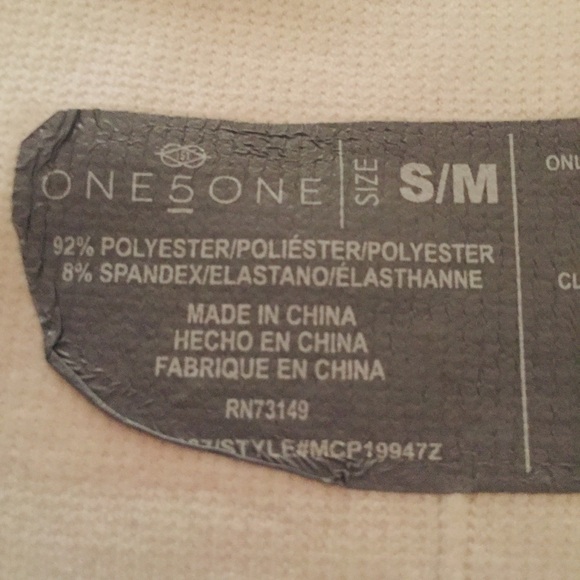 ONE5ONE
SIZE S/M
92% POLYESTER/POLIÉSTER/POLYESTER
8% SPANDEX/ELASTANO/ÉLASTHANNE
MADE IN CHINA
HECHO EN CHINA
FABRIQUE EN CHINA
RN73149
STYLE#MCP19947Z